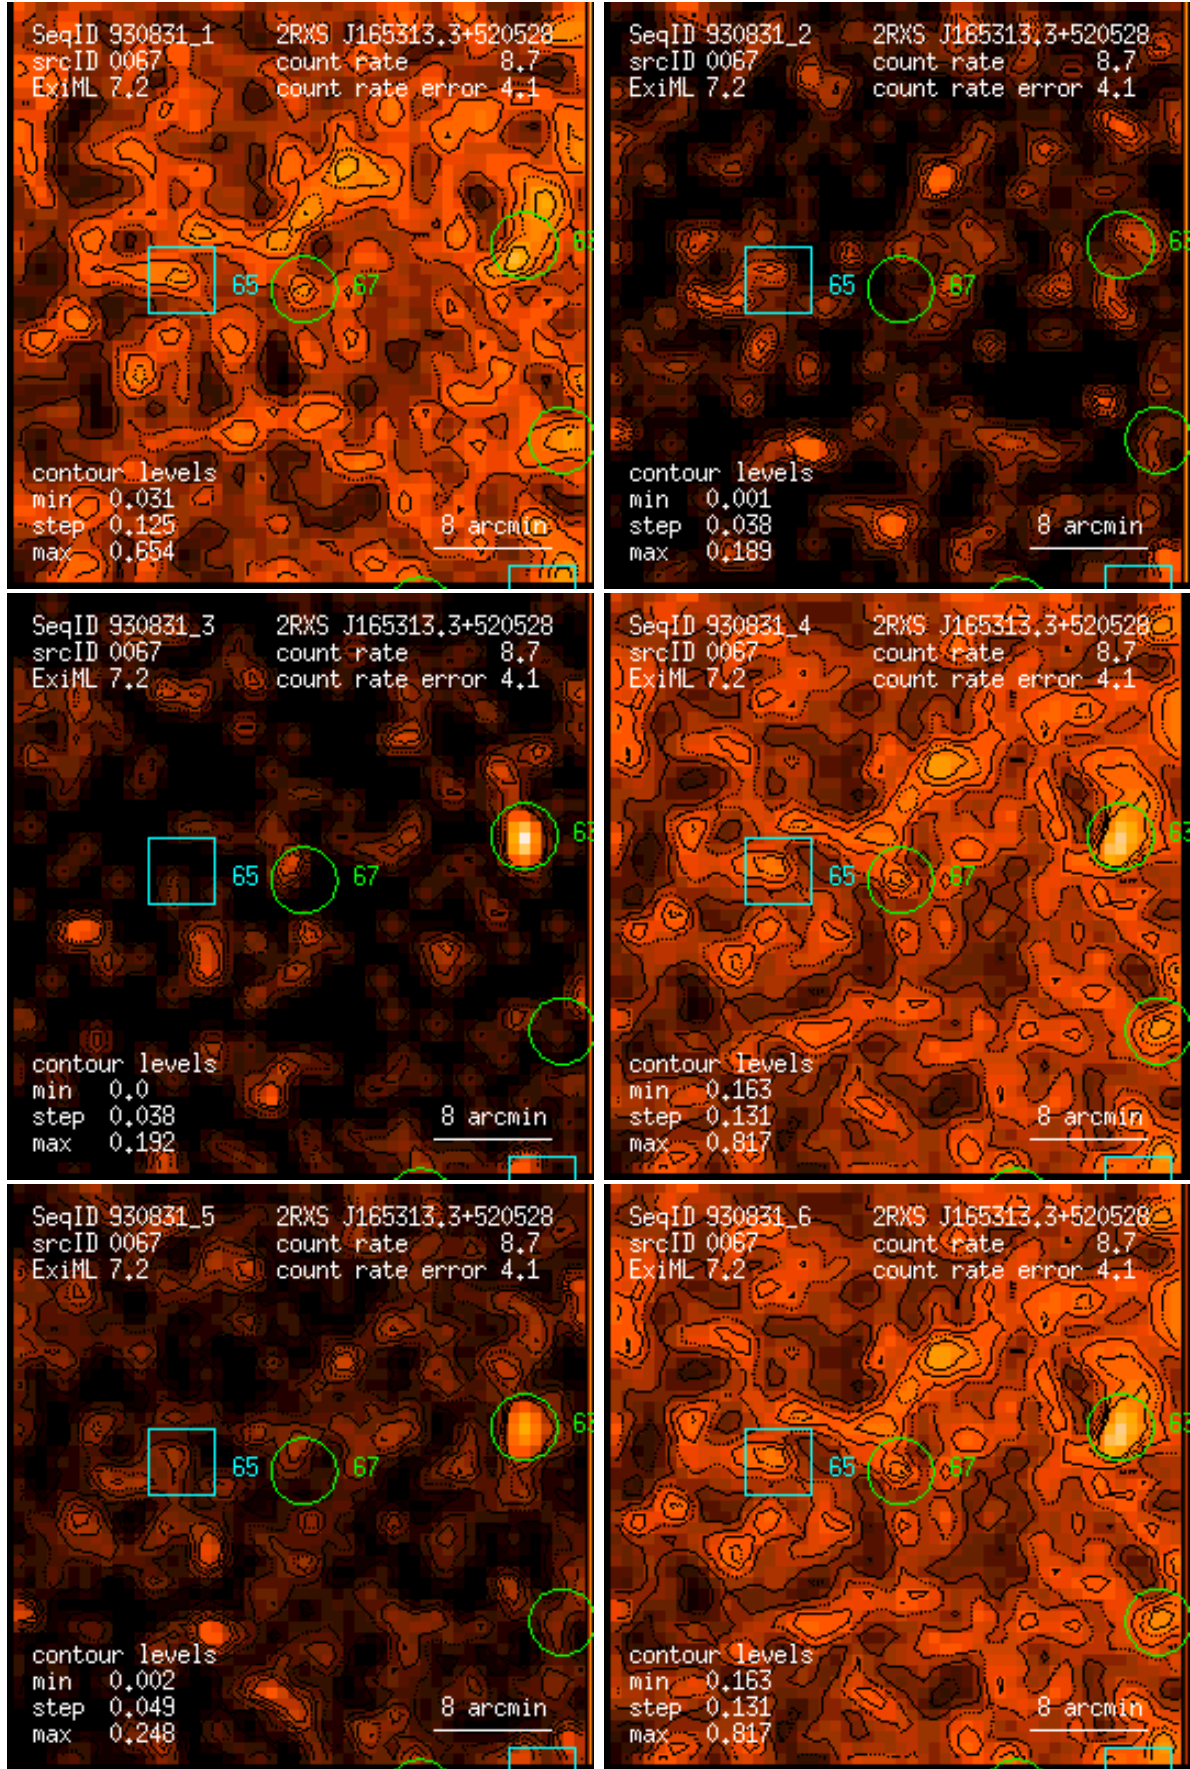 SeqID 930831_1 2RXS J165313.3+520528
srcID 0067 count rate 8.7
ExiML 7.2 count rate error 4.1
63
65 67
contour levels
min 0.031
step 0.125 8 arcmin
max 0.654
SeqID 930831_2 2RXS J165313.3+520528
srcID 0067 count rate 8.7
ExiML 7.2 count rate error 4.1
63
65 67
contour levels
min 0.001
step 0.038 8 arcmin
max 0.189
SeqID 930831_3 2RXS J165313.3+520528
srcID 0067 count rate 8.7
ExiML 7.2 count rate error 4.1
63
65 67
contour levels
min 0.0
step 0.038 8 arcmin
max 0.192
SeqID 930831_4 2RXS J165313.3+520528
srcID 0067 count rate 8.7
ExiML 7.2 count rate error 4.1
63
65 67
contour levels
min 0.163
step 0.131 8 arcmin
max 0.817
SeqID 930831_5 2RXS J165313.3+520528
srcID 0067 count rate 8.7
ExiML 7.2 count rate error 4.1
63
65 67
contour levels
min 0.002
step 0.049 8 arcmin
max 0.248
SeqID 930831_6 2RXS J165313.3+520528
srcID 0067 count rate 8.7
ExiML 7.2 count rate error 4.1
63
65 67
contour levels
min 0.163
step 0.131 8 arcmin
max 0.817